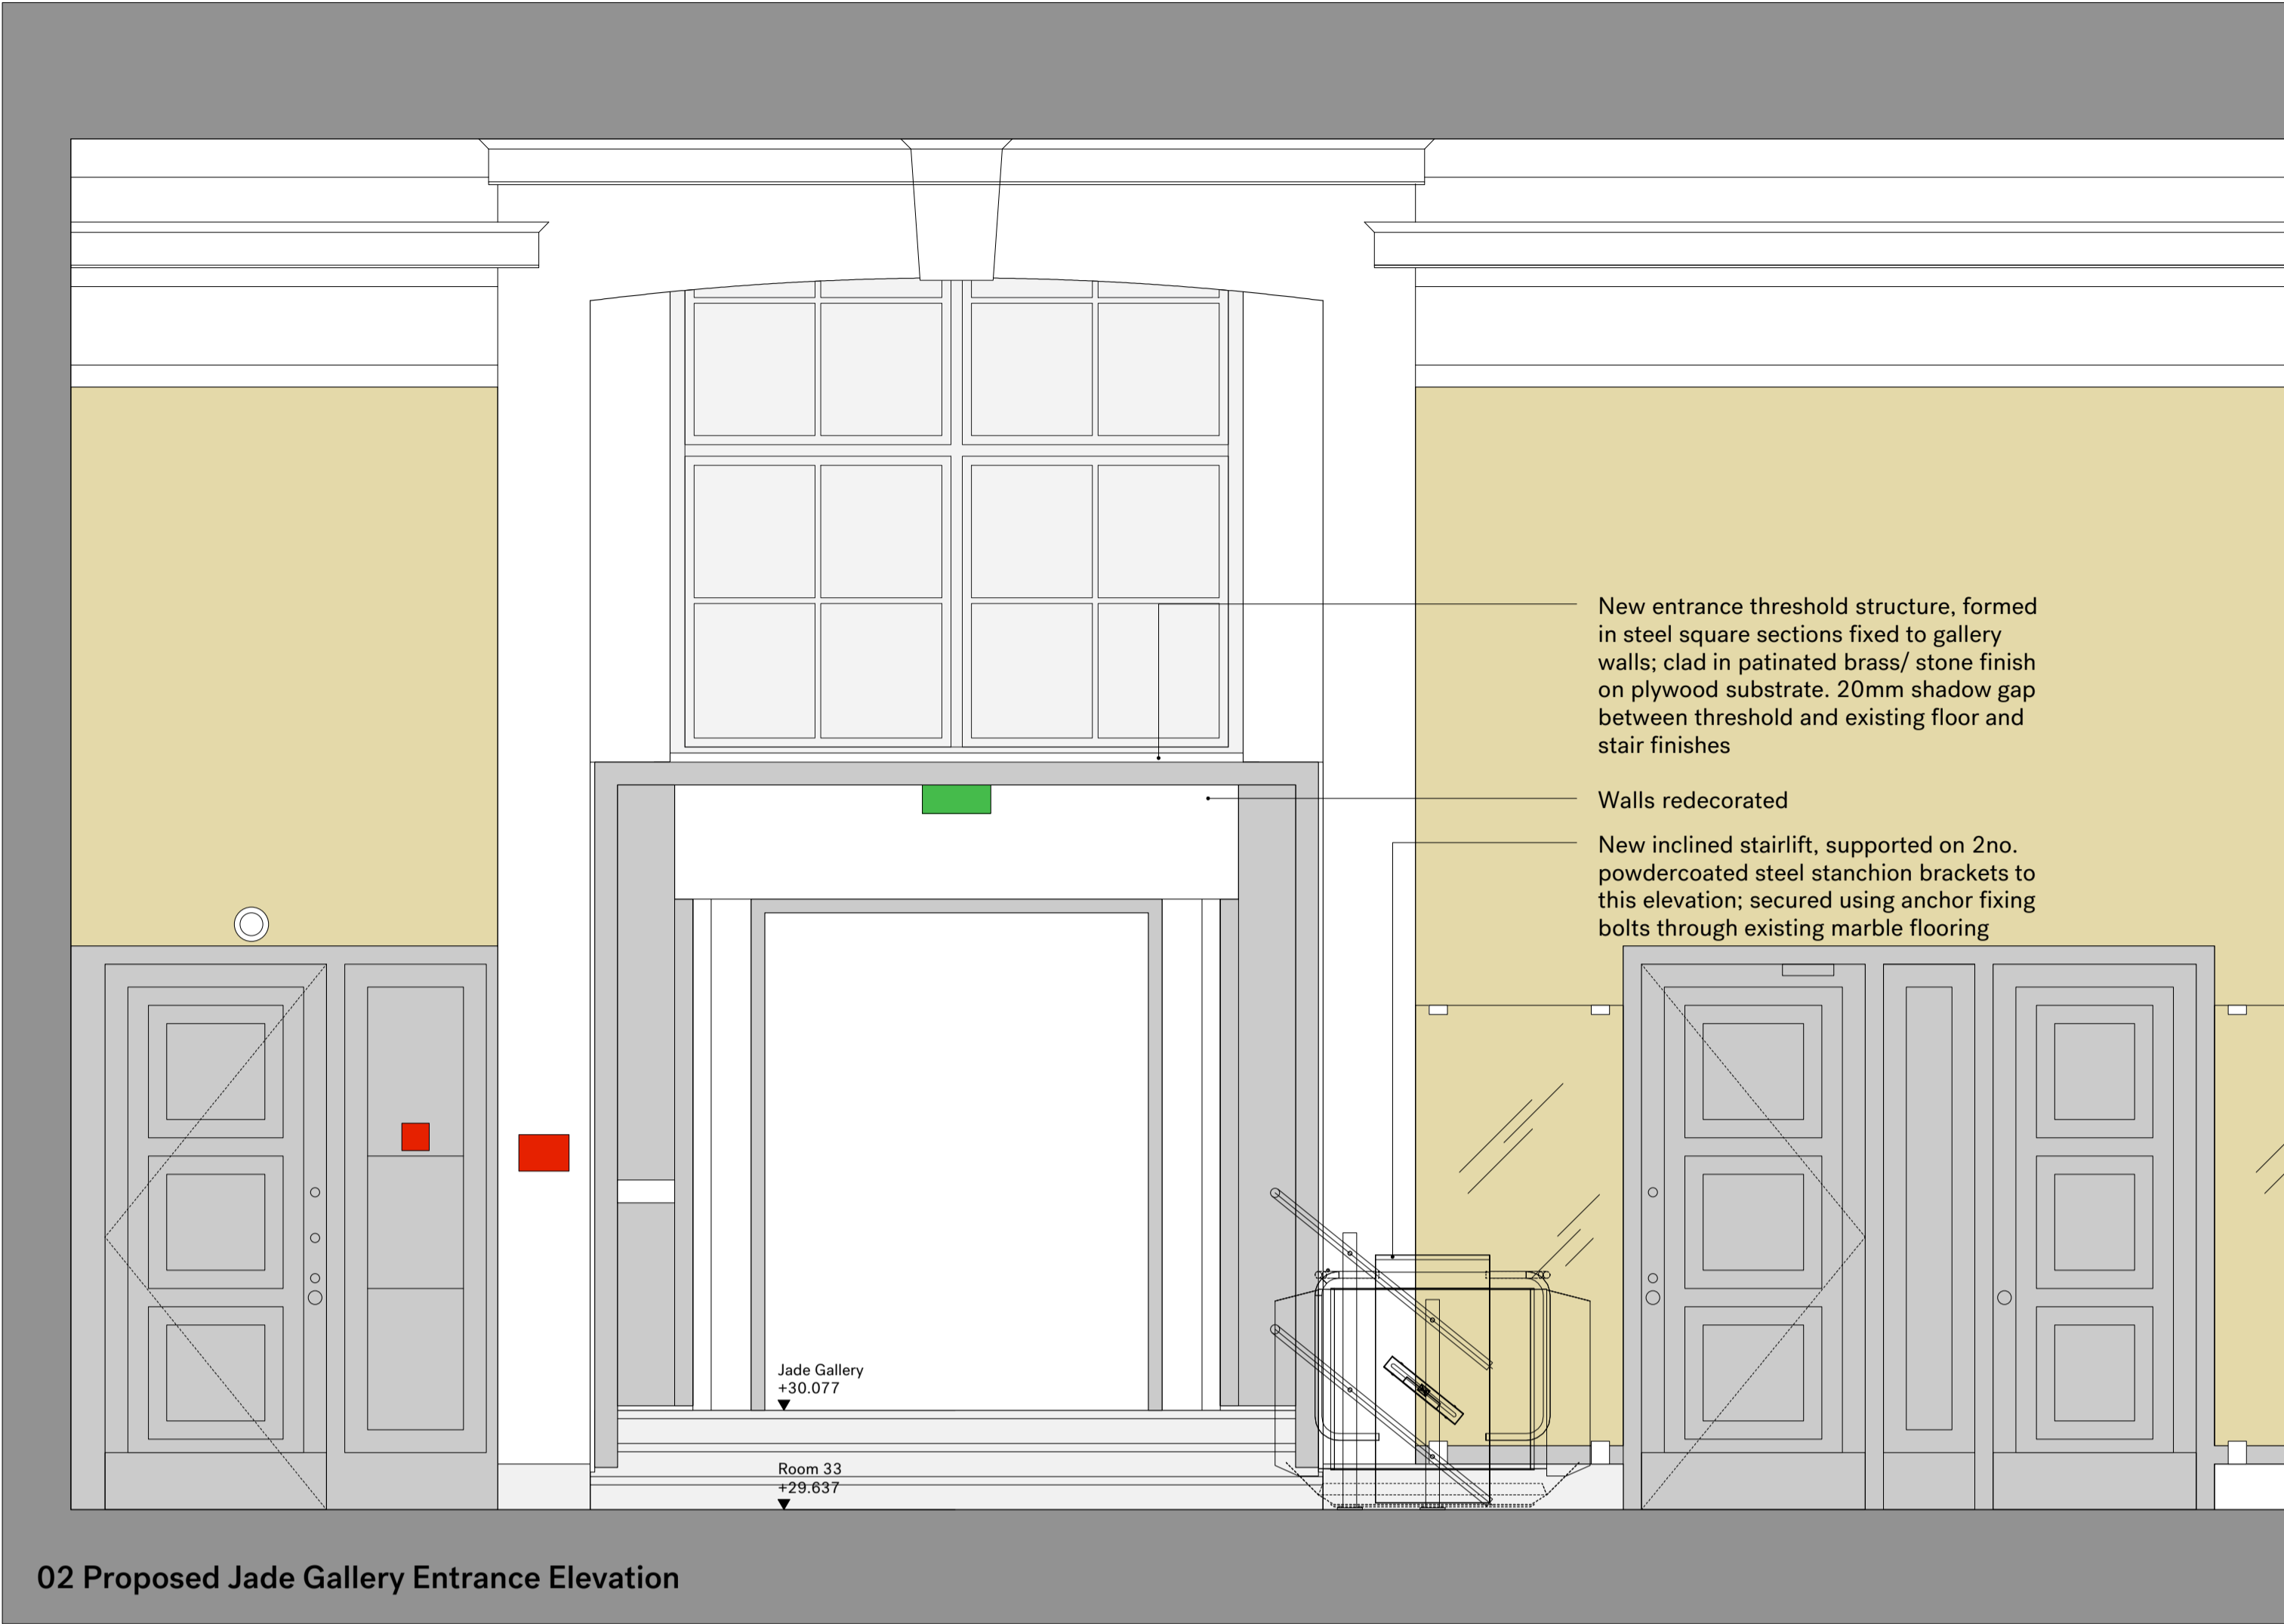 New entrance threshold structure, formed
in steel square sections fixed to gallery
walls; clad in patinated brass/ stone finish
on plywood substrate. 20mm shadow gap
between threshold and existing floor and
stair finishes
Walls redecorated
New inclined stairlift, supported on 2no.
powdercoated steel stanchion brackets to
this elevation; secured using anchor fixing
bolts through existing marble flooring
Jade Gallery
+30.077
Room 33
+29.637
02 Proposed Jade Gallery Entrance Elevation